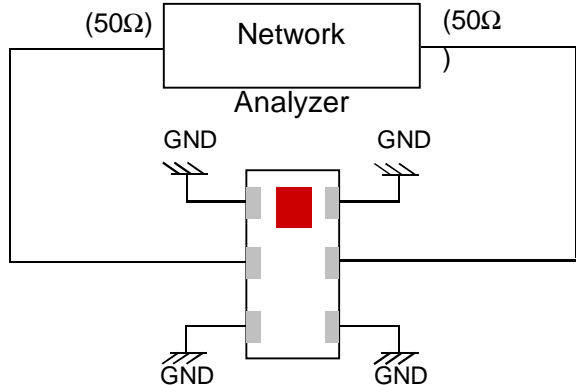 (50Ω)
Network
(50Ω
)
Analyzer
GND
GND
GND
GND